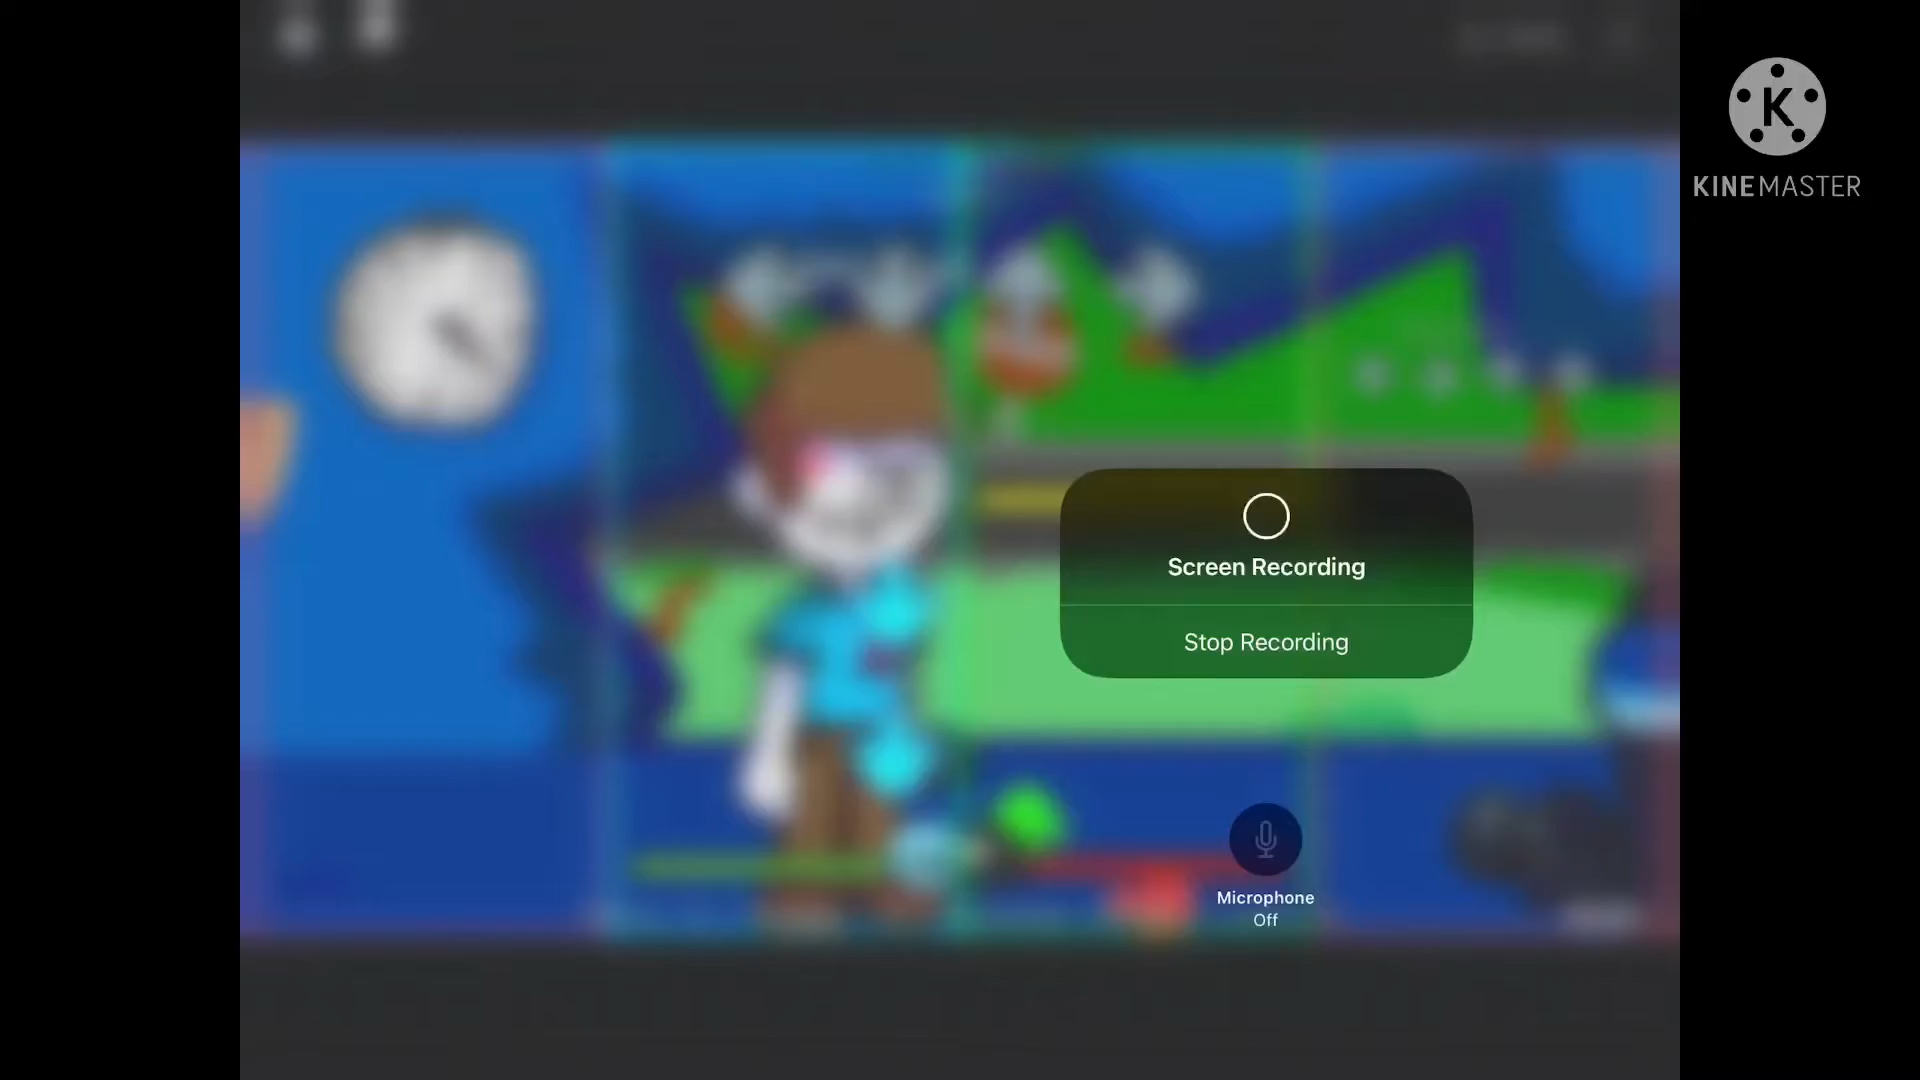 K
KINEMASTER
Screen Recording
Stop Recording
Microphone
Off